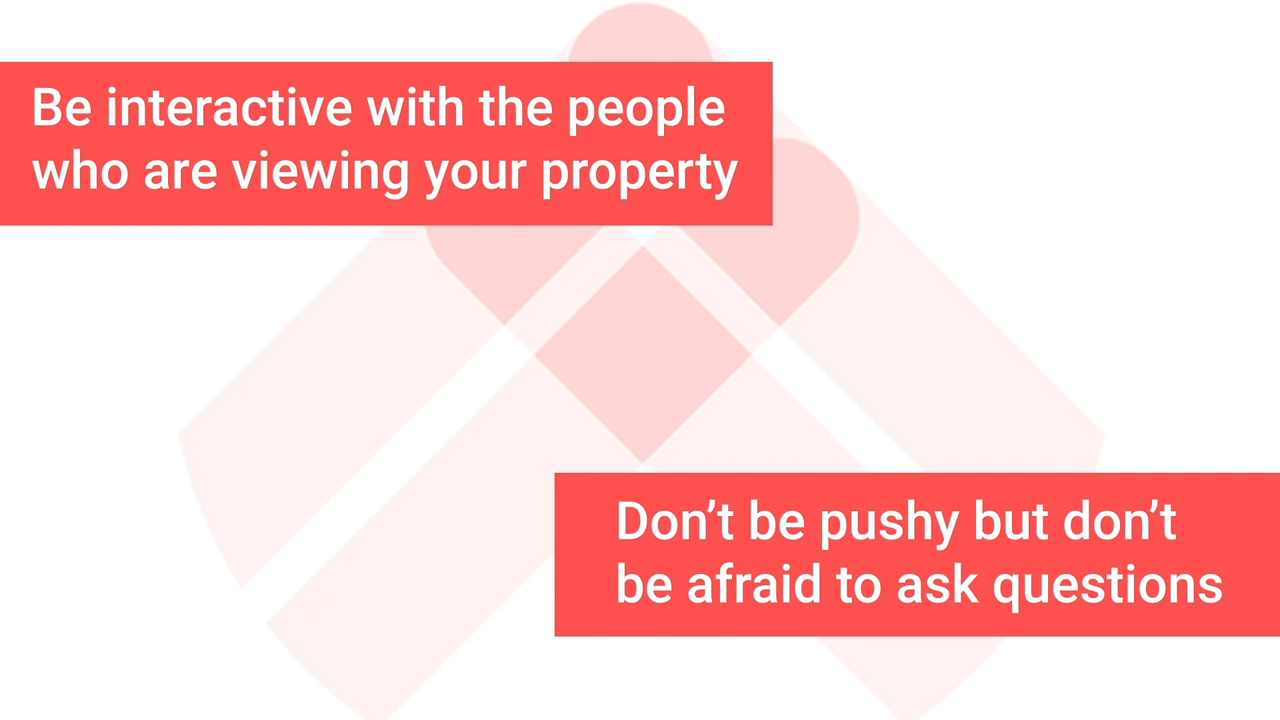 Be interactive with the people
who are viewing your property
Don’t be pushy but don’t
be afraid to ask questions